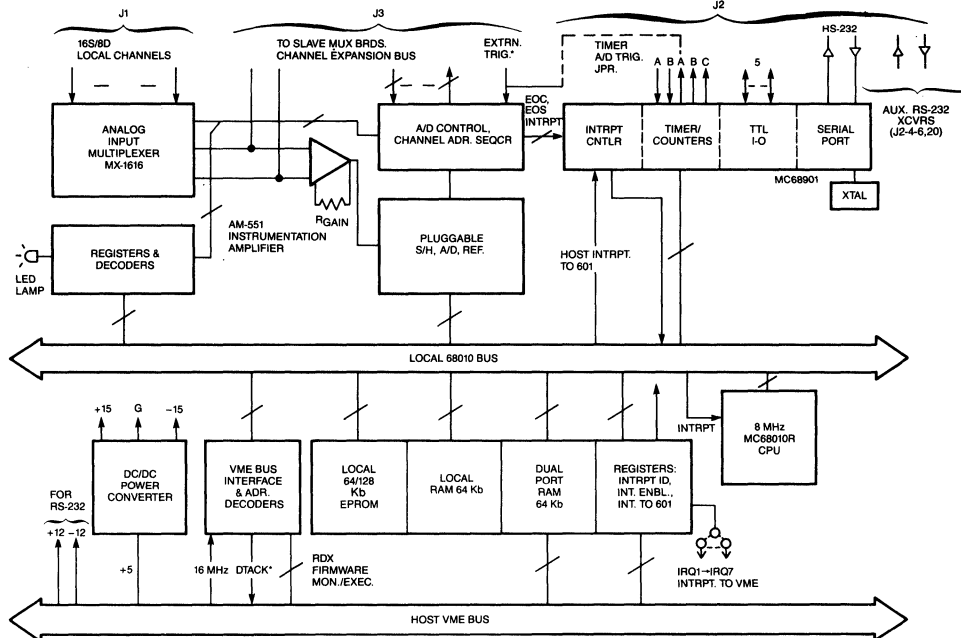 J1
J3
J2
16S/8D
LOCAL CHANNELS
TO SLAVE MUX BRDS.
CHANNEL EXPANSION BUS
EXTRN.
TRIG.*
TIMER
A/D TRIG.
JPR.
A B A B C
5
HS-232
AUX. RS-232
XCVRS
(J2-4-6,20)
ANALOG
INPUT
MULTIPLEXER
MX-1616
A/D CONTROL,
CHANNEL ADR. SEQCR
EOC,
EOS
INTRPT
INTRPT
CNTLR
TIMER/
COUNTERS
TTL
I-O
SERIAL
PORT
MC68901
XTAL
RGAIN
AM-551
INSTRUMENTATION
AMPLIFIER
REGISTERS &
DECODERS
LED
LAMP
PLUGGABLE
S/H, A/D, REF.
HOST INTRPT.
TO 601
LOCAL 68010 BUS
+15 G −15
DC/DC
POWER
CONVERTER
VME BUS
INTERFACE
& ADR.
DECODERS
LOCAL
64/128
Kb
EPROM
LOCAL
RAM 64 Kb
DUAL
PORT
RAM
64 Kb
REGISTERS:
INTRPT ID,
INT. ENBL.,
INT. TO 601
INTRPT
8 MHz
MC68010R
CPU
FOR
RS-232
+12 −12
+5
16 MHz
DTACK*
RDX
FIRMWARE
MON./EXEC.
IRQ1→IRQ7
INTRPT. TO VME
HOST VME BUS